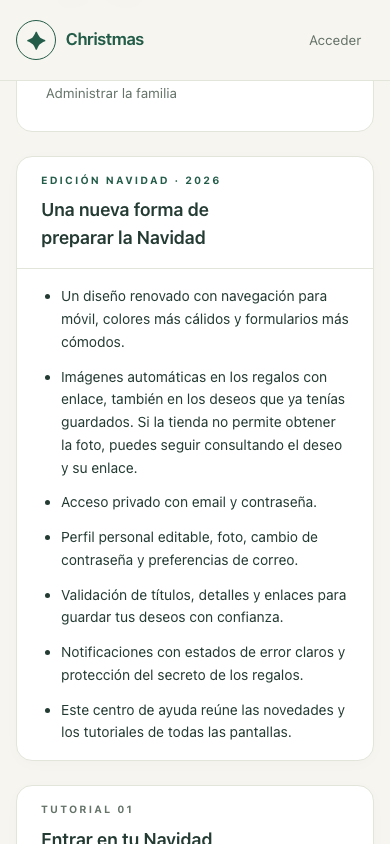 Christmas
Acceder
Administrar la familia
EDICIÓN NAVIDAD · 2026
Una nueva forma de
preparar la Navidad
• Un diseño renovado con navegación para
móvil, colores más cálidos y formularios más
cómodos.
• Imágenes automáticas en los regalos con
enlace, también en los deseos que ya tenías
guardados. Si la tienda no permite obtener
la foto, puedes seguir consultando el deseo
y su enlace.
• Acceso privado con email y contraseña.
• Perfil personal editable, foto, cambio de
contraseña y preferencias de correo.
• Validación de títulos, detalles y enlaces para
guardar tus deseos con confianza.
• Notificaciones con estados de error claros y
protección del secreto de los regalos.
• Este centro de ayuda reúne las novedades y
los tutoriales de todas las pantallas.
TUTORIAL 01
Entrar en tu Navidad